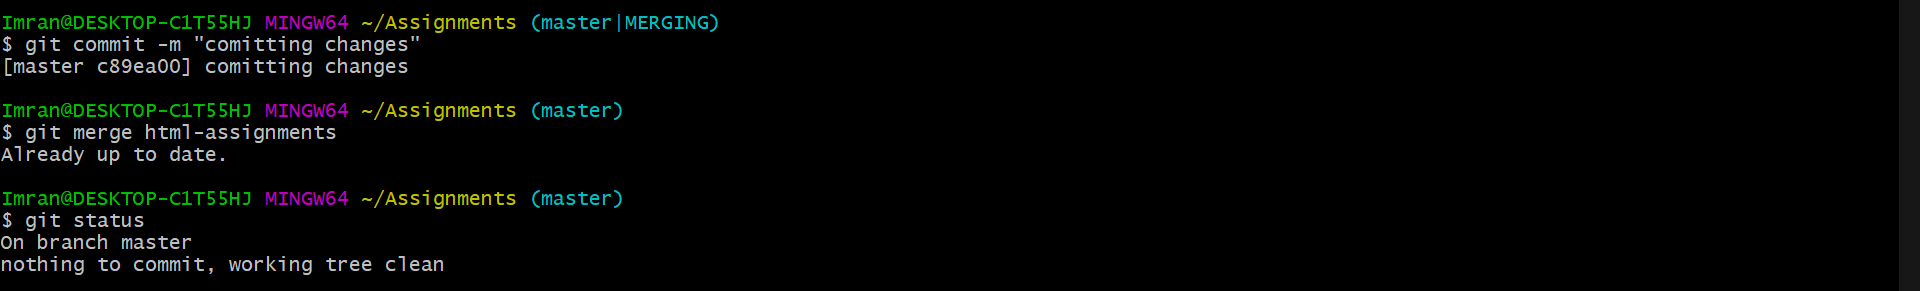 Imran@DESKTOP-C1T55HJ MINGW64 ~/Assignments (master|MERGING)
$ git commit -m "comitting changes"
[master c89ea00] comitting changes
Imran@DESKTOP-C1T55HJ MINGW64 ~/Assignments (master)
$ git merge html-assignments
Already up to date.
Imran@DESKTOP-C1T55HJ MINGW64 ~/Assignments (master)
$ git status
On branch master
nothing to commit, working tree clean